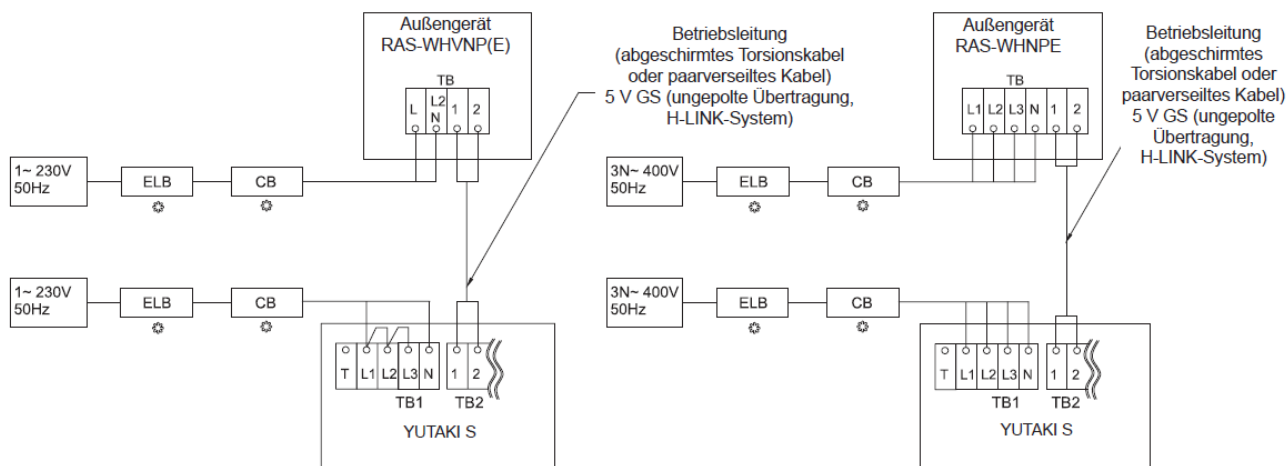 Außengerät
RAS-WHVNP(E)
TB
L
L2
N
1
2
Betriebsleitung
(abgeschirmtes Torsionskabel
oder paarverseiltes Kabel)
5 V GS (ungepolte Übertragung,
H-LINK-System)
1~ 230V
50Hz
ELB
CB
1~ 230V
50Hz
ELB
CB
T
L1
L2
L3
N
1
2
TB1
TB2
YUTAKI S
Außengerät
RAS-WHNPE
TB
L1
L2
L3
N
1
2
Betriebsleitung
(abgeschirmtes
Torsionskabel oder
paarverseiltes Kabel)
5 V GS (ungepolte
Übertragung,
H-LINK-System)
3N~ 400V
50Hz
ELB
CB
3N~ 400V
50Hz
ELB
CB
T
L1
L2
L3
N
1
2
TB1
TB2
YUTAKI S